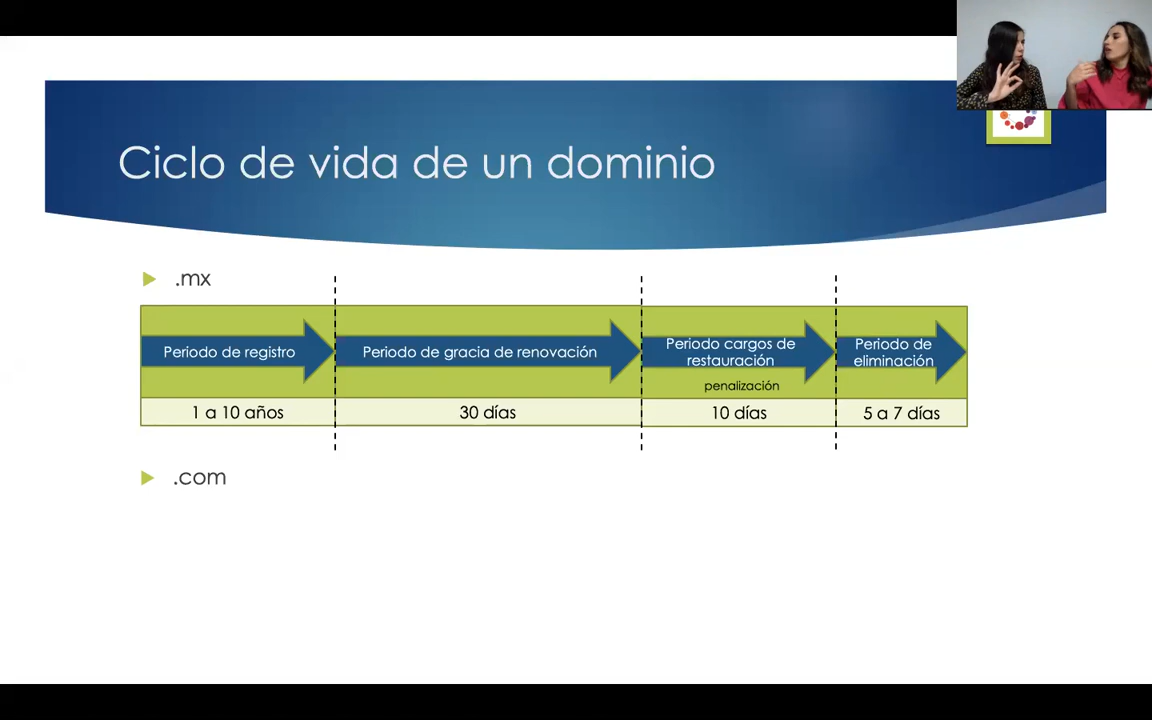 Ciclo de vida de un dominio
.mx
Periodo de registro
Periodo de gracia de renovación
Periodo cargos de
restauración
penalización
Periodo de
eliminación
1 a 10 años
30 días
10 días
5 a 7 días
.com